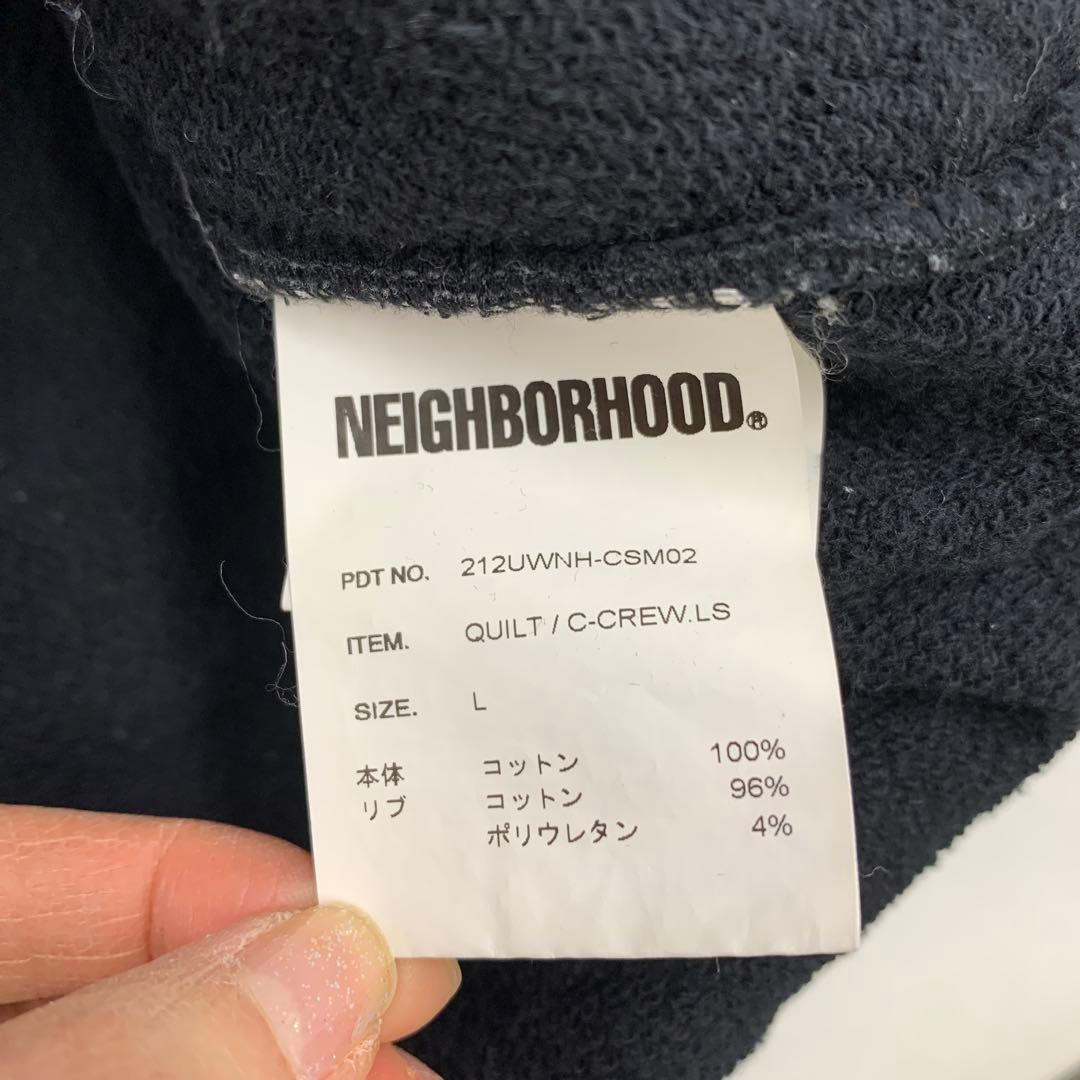 NEIGHBORHOOD®
PDT NO. 212UWNH-CSM02
ITEM. QUILT / C-CREW.LS
SIZE. L
本体 コットン 100%
リブ コットン 96%
ポリウレタン 4%